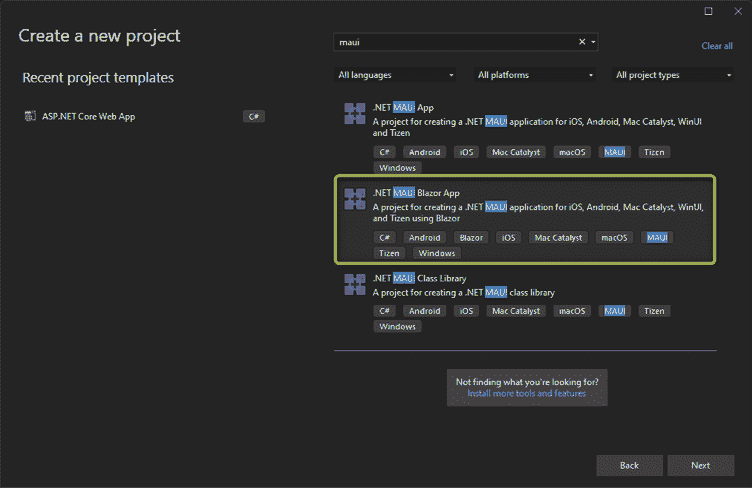 Create a new project
maui
Clear all
Recent project templates
All languages
All platforms
All project types
ASP.NET Core Web App
C#
.NET MAUI App
A project for creating a .NET MAUI application for iOS, Android, Mac Catalyst, WinUI
and Tizen
C# Android iOS Mac Catalyst macOS MAUI Tizen
Windows
.NET MAUI Blazor App
A project for creating a .NET MAUI application for iOS, Android, Mac Catalyst, WinUI,
and Tizen using Blazor
C# Android Blazor iOS Mac Catalyst macOS MAUI
Tizen Windows
.NET MAUI Class Library
A project for creating a .NET MAUI class library
C# Android iOS Mac Catalyst macOS MAUI Tizen
Windows
Not finding what you're looking for?
Install more tools and features
Back
Next